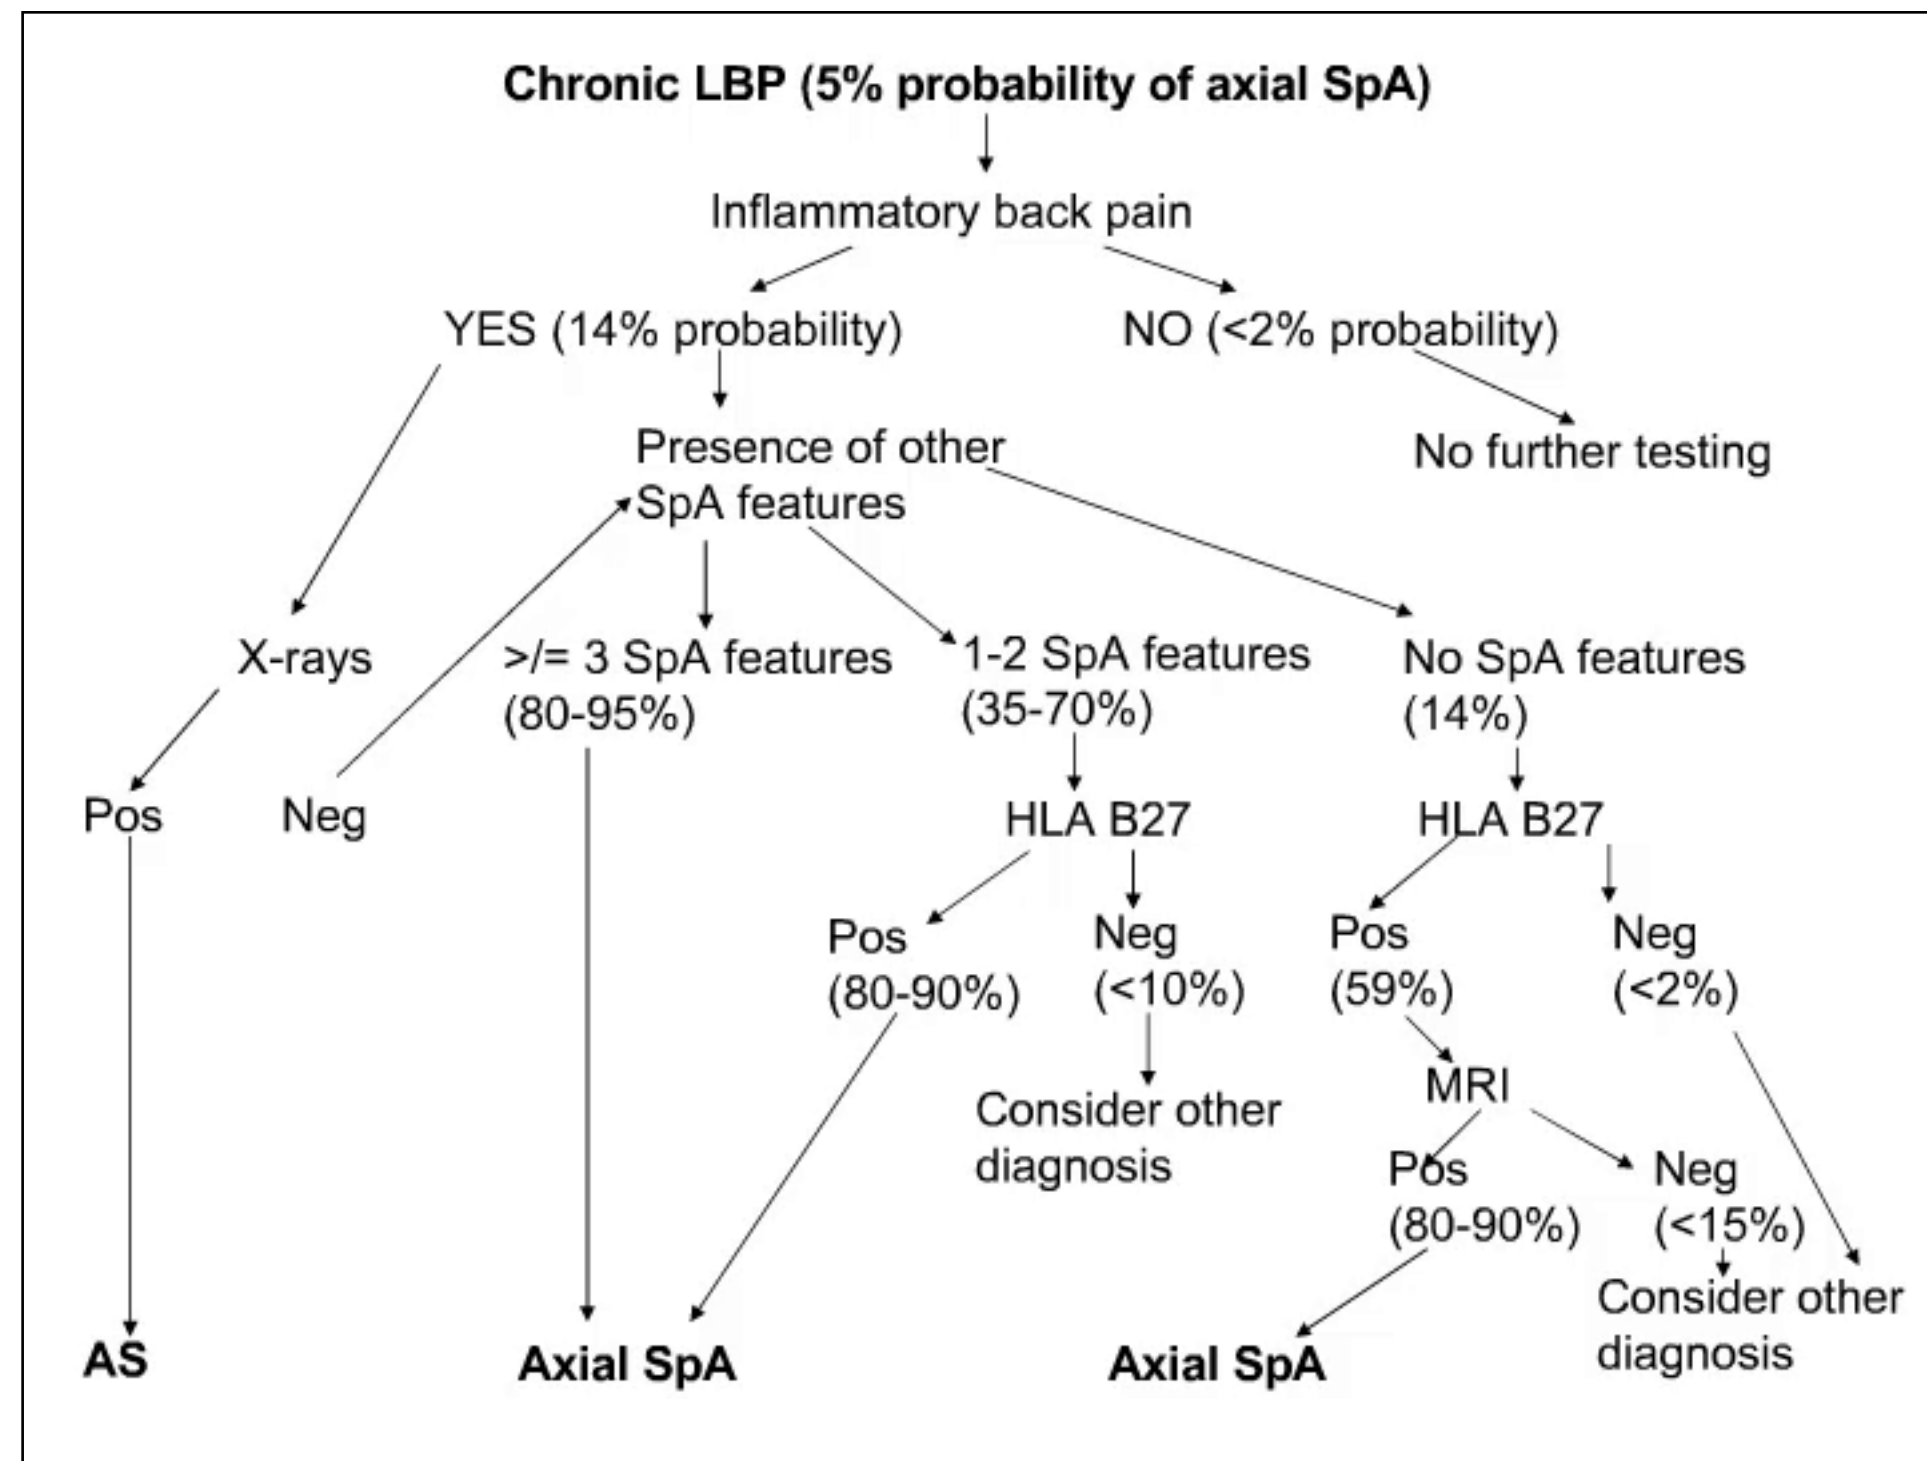 Chronic LBP (5% probability of axial SpA)
Inflammatory back pain
YES (14% probability)
NO (<2% probability)
Presence of other
SpA features
No further testing
X-rays
>/= 3 SpA features
(80-95%)
1-2 SpA features
(35-70%)
No SpA features
(14%)
Pos
Neg
HLA B27
HLA B27
Pos
(80-90%)
Neg
(<10%)
Pos
(59%)
Neg
(<2%)
Consider other
diagnosis
MRI
Pos
(80-90%)
Neg
(<15%)
Consider other
diagnosis
AS
Axial SpA
Axial SpA